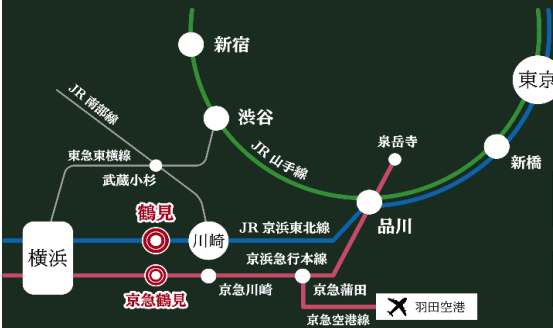 新宿
東京
JR 南部線
渋谷
泉岳寺
東急東横線
JR 山手線
新橋
武蔵小杉
鶴見
品川
JR 京浜東北線
川崎
横浜
京浜急行本線
京急鶴見
京急川崎
京急蒲田
羽田空港
京急空港線